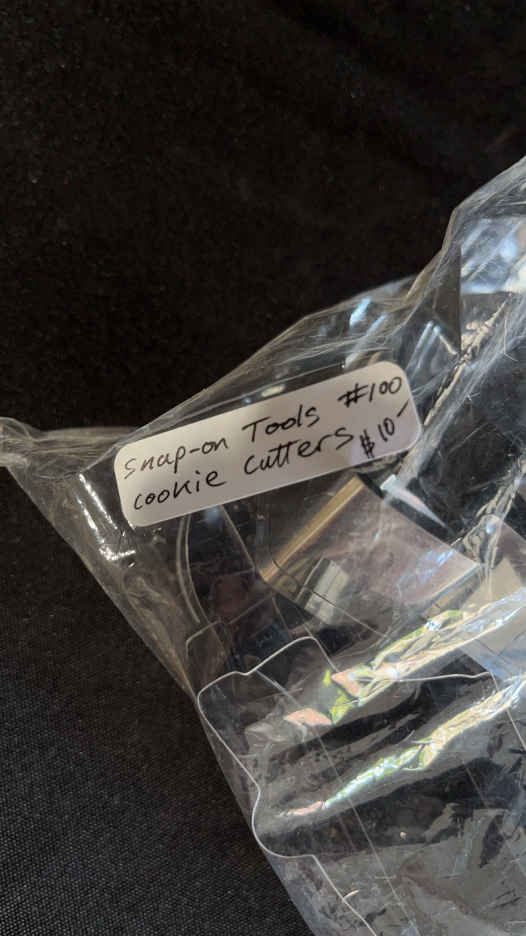 Snap-on Tools #100
cookie cutters $10-